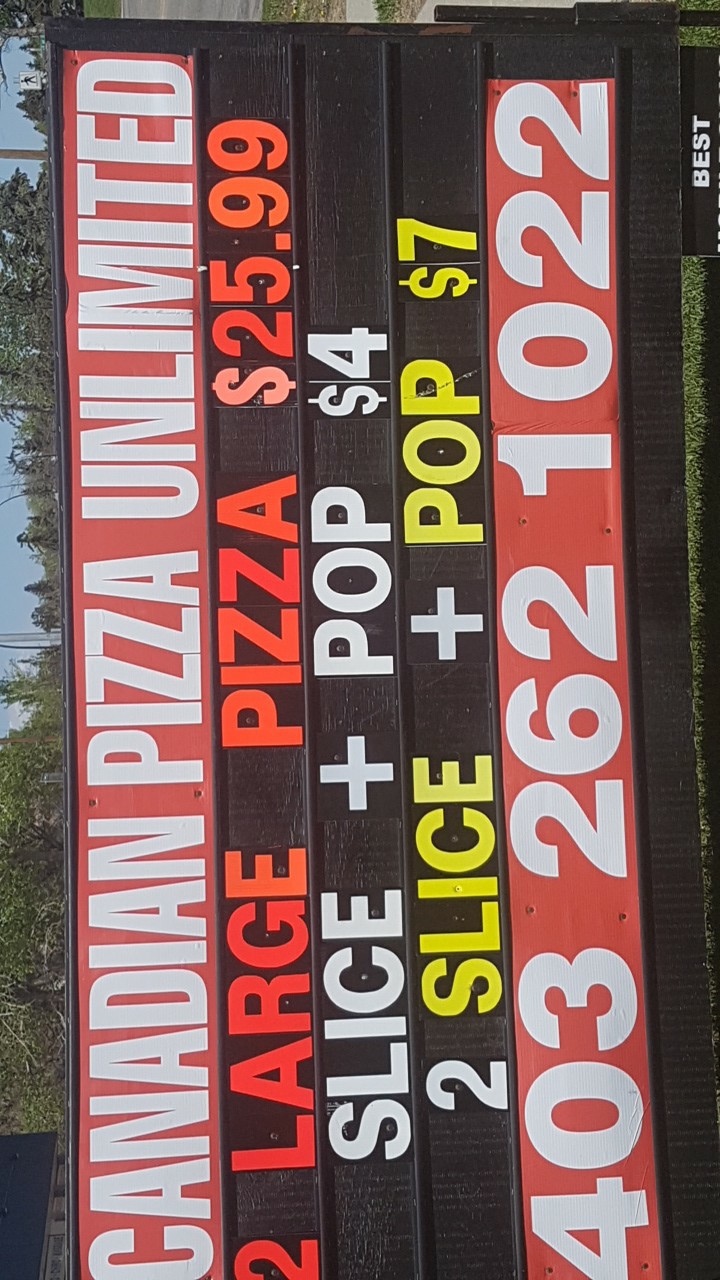 CANADIAN PIZZA UNLIMITED
2 LARGE PIZZA $25.99
SLICE + POP $4
2 SLICE + POP $7
403 262 1022
BEST